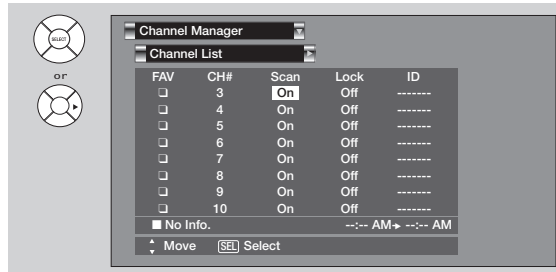 SELECT
or
Channel Manager
Channel List
FAV CH# Scan Lock ID
❏ 3 On Off -------
❏ 4 On Off -------
❏ 5 On Off -------
❏ 6 On Off -------
❏ 7 On Off -------
❏ 8 On Off -------
❏ 9 On Off -------
❏ 10 On Off -------
■ No Info. --:-- AM➔ --:-- AM
Move SEL Select